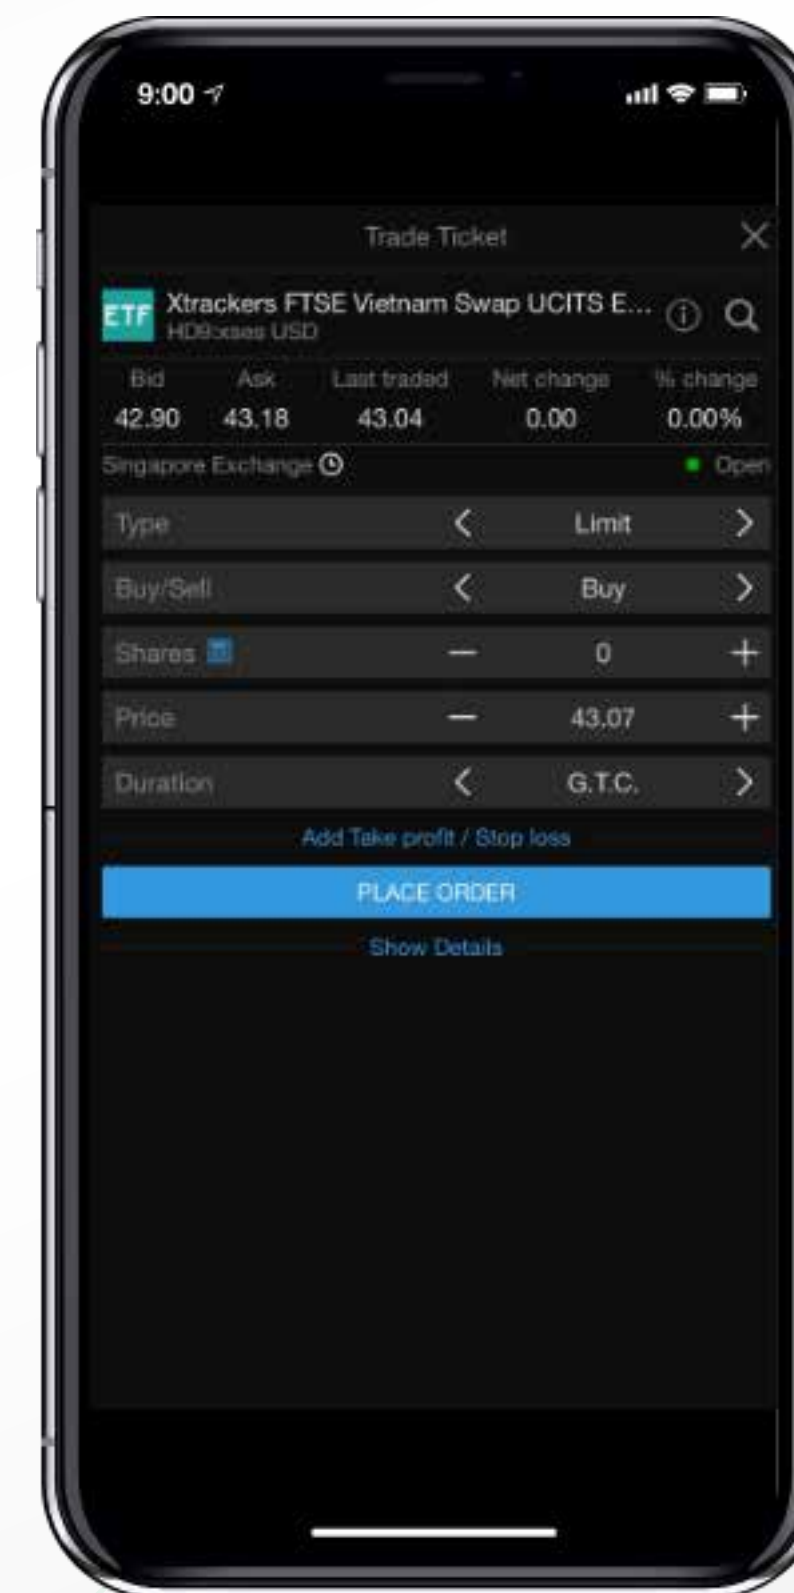 9:00
Trade Ticket
ETF Xtrackers FTSE Vietnam Swap UCITS E...
HD9:xses USD
Bid Ask Last traded Net change % change
42.90 43.18 43.04 0.00 0.00%
Singapore Exchange Open
Type Limit
Buy/Sell Buy
Shares 0
Price 43.07
Duration G.T.C.
Add Take profit / Stop loss
PLACE ORDER
Show Details